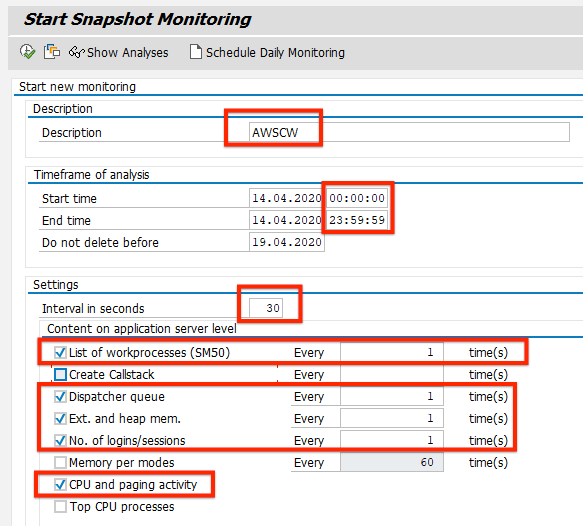 Start Snapshot Monitoring
Show Analyses Schedule Daily Monitoring
Start new monitoring
Description
Description AWSCW
Timeframe of analysis
Start time 14.04.2020 00:00:00
End time 14.04.2020 23:59:59
Do not delete before 19.04.2020
Settings
Interval in seconds 30
Content on application server level
List of workprocesses (SM50) Every 1 time(s)
Create Callstack Every time(s)
Dispatcher queue Every 1 time(s)
Ext. and heap mem. Every 1 time(s)
No. of logins/sessions Every 1 time(s)
Memory per modes Every 60 time(s)
CPU and paging activity
Top CPU processes